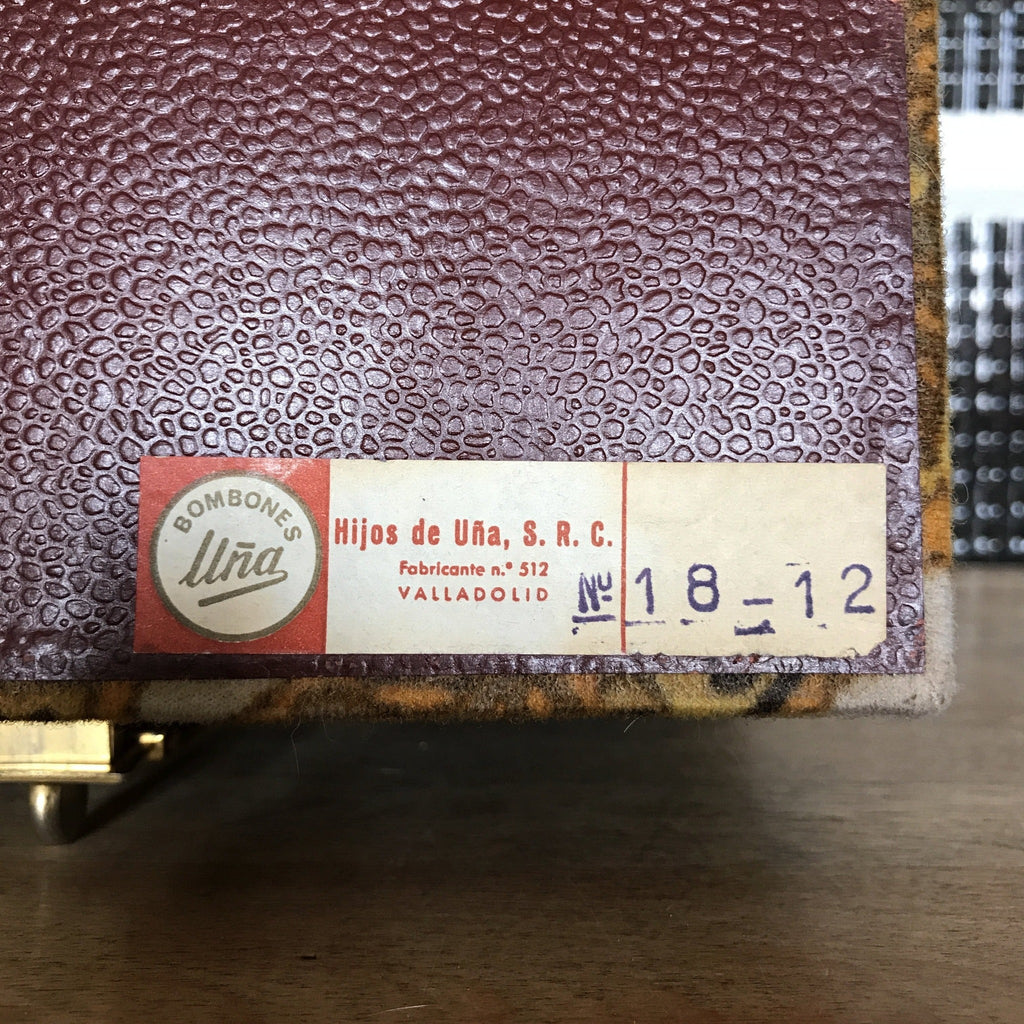 BOMBONES
Uña
Hijos de Uña, S. R. C.
Fabricante n.º 512
VALLADOLID
Nº 18 - 12